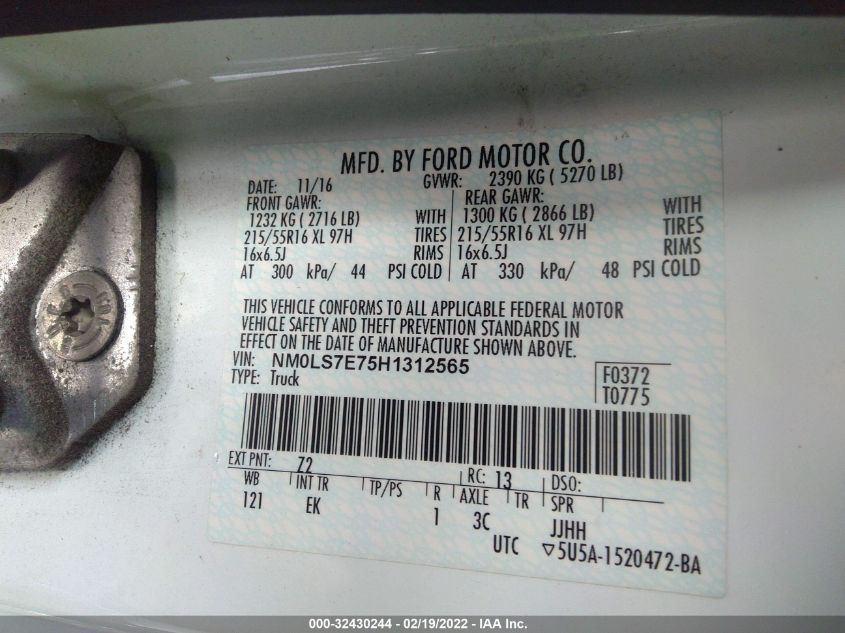 MFD. BY FORD MOTOR CO.
DATE: 11/16 GVWR: 2390 KG ( 5270 LB)
FRONT GAWR: REAR GAWR:
1232 KG ( 2716 LB) WITH 1300 KG ( 2866 LB) WITH
215/55R16 XL 97H TIRES 215/55R16 XL 97H TIRES
16x6.5J RIMS 16x6.5J RIMS
AT 300 kPa/ 44 PSI COLD AT 330 kPa/ 48 PSI COLD
THIS VEHICLE CONFORMS TO ALL APPLICABLE FEDERAL MOTOR
VEHICLE SAFETY AND THEFT PREVENTION STANDARDS IN
EFFECT ON THE DATE OF MANUFACTURE SHOWN ABOVE.
VIN: NM0LS7E75H1312565
TYPE: Truck
F0372
T0775
EXT PNT: Z2 RC: 13 DSO:
WB INT TR TP/PS R AXLE TR SPR
121 EK 1 3C JJHH
UTC ▽5U5A-1520472-BA
000-32430244 - 02/19/2022 - IAA Inc.